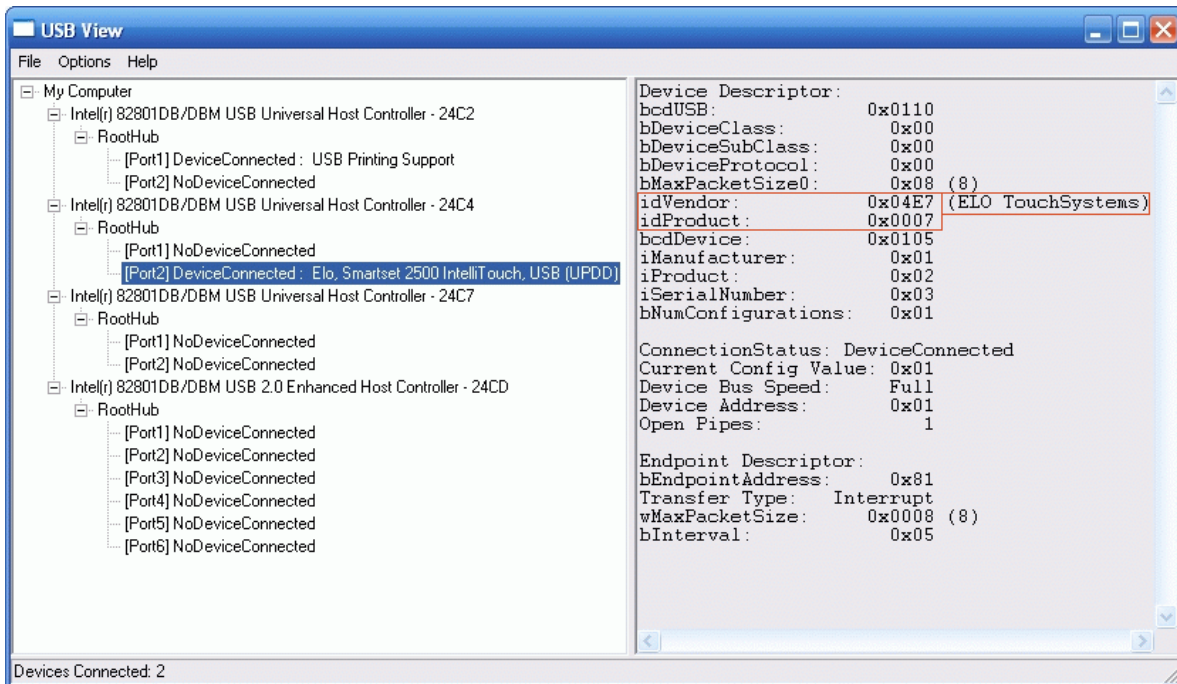 USB View
File Options Help
My Computer
Intel(r) 82801DB/DBM USB Universal Host Controller - 24C2
RootHub
[Port1] DeviceConnected : USB Printing Support
[Port2] NoDeviceConnected
Intel(r) 82801DB/DBM USB Universal Host Controller - 24C4
RootHub
[Port1] NoDeviceConnected
[Port2] DeviceConnected : Elo, Smartset 2500 IntelliTouch, USB (UPDD)
Intel(r) 82801DB/DBM USB Universal Host Controller - 24C7
RootHub
[Port1] NoDeviceConnected
[Port2] NoDeviceConnected
Intel(r) 82801DB/DBM USB 2.0 Enhanced Host Controller - 24CD
RootHub
[Port1] NoDeviceConnected
[Port2] NoDeviceConnected
[Port3] NoDeviceConnected
[Port4] NoDeviceConnected
[Port5] NoDeviceConnected
[Port6] NoDeviceConnected
Device Descriptor:
bcdUSB: 0x0110
bDeviceClass: 0x00
bDeviceSubClass: 0x00
bDeviceProtocol: 0x00
bMaxPacketSize0: 0x08 (8)
idVendor: 0x04E7 (ELO TouchSystems)
idProduct: 0x0007
bcdDevice: 0x0105
iManufacturer: 0x01
iProduct: 0x02
iSerialNumber: 0x03
bNumConfigurations: 0x01
ConnectionStatus: DeviceConnected
Current Config Value: 0x01
Device Bus Speed: Full
Device Address: 0x01
Open Pipes: 1
Endpoint Descriptor:
bEndpointAddress: 0x81
Transfer Type: Interrupt
wMaxPacketSize: 0x0008 (8)
bInterval: 0x05
Devices Connected: 2